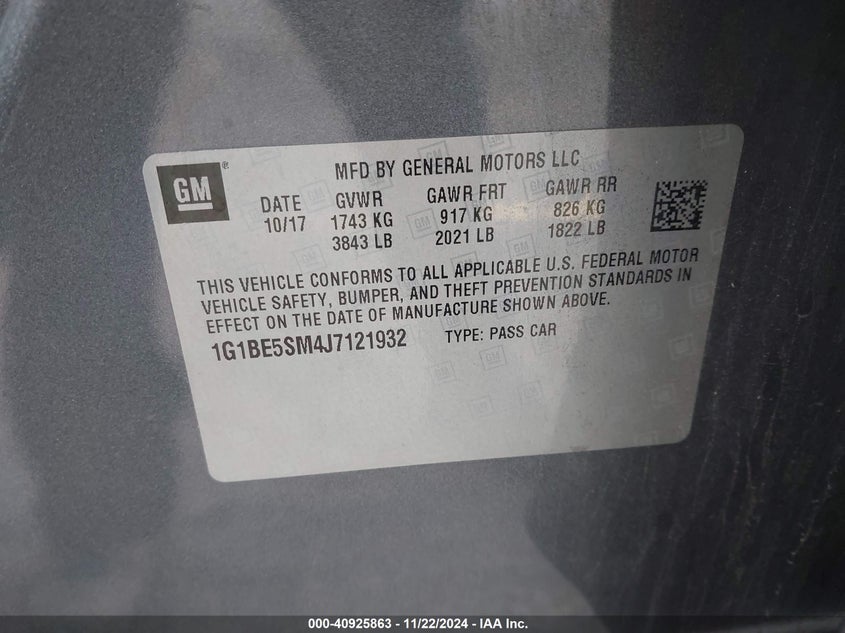 GM®
MFD BY GENERAL MOTORS LLC
DATE GVWR GAWR FRT GAWR RR
10/17 1743 KG 917 KG 826 KG
3843 LB 2021 LB 1822 LB
THIS VEHICLE CONFORMS TO ALL APPLICABLE U.S. FEDERAL MOTOR
VEHICLE SAFETY, BUMPER, AND THEFT PREVENTION STANDARDS IN
EFFECT ON THE DATE OF MANUFACTURE SHOWN ABOVE.
1G1BE5SM4J7121932 TYPE: PASS CAR
000-40925863 - 11/22/2024 - IAA Inc.